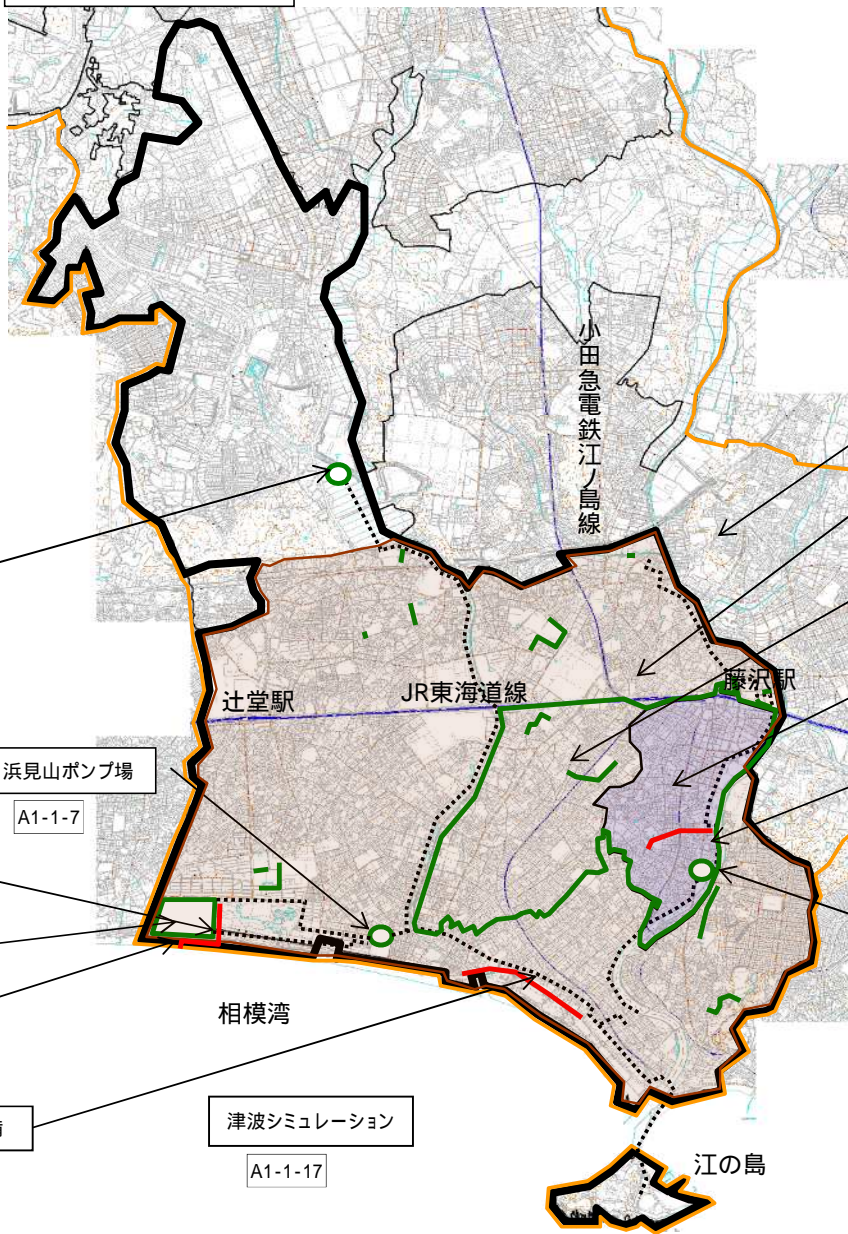 小田急電鉄江ノ島線
藤沢駅
辻堂駅
JR東海道線
浜見山ポンプ場
A1-1-7
相模湾
津波シミュレーション
A1-1-17
江の島